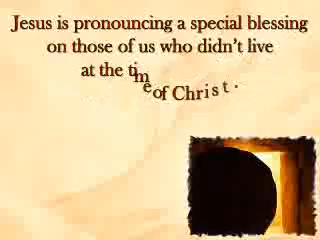 Jesus is pronouncing a special blessing
on those of us who didn't live
at the time of Christ.